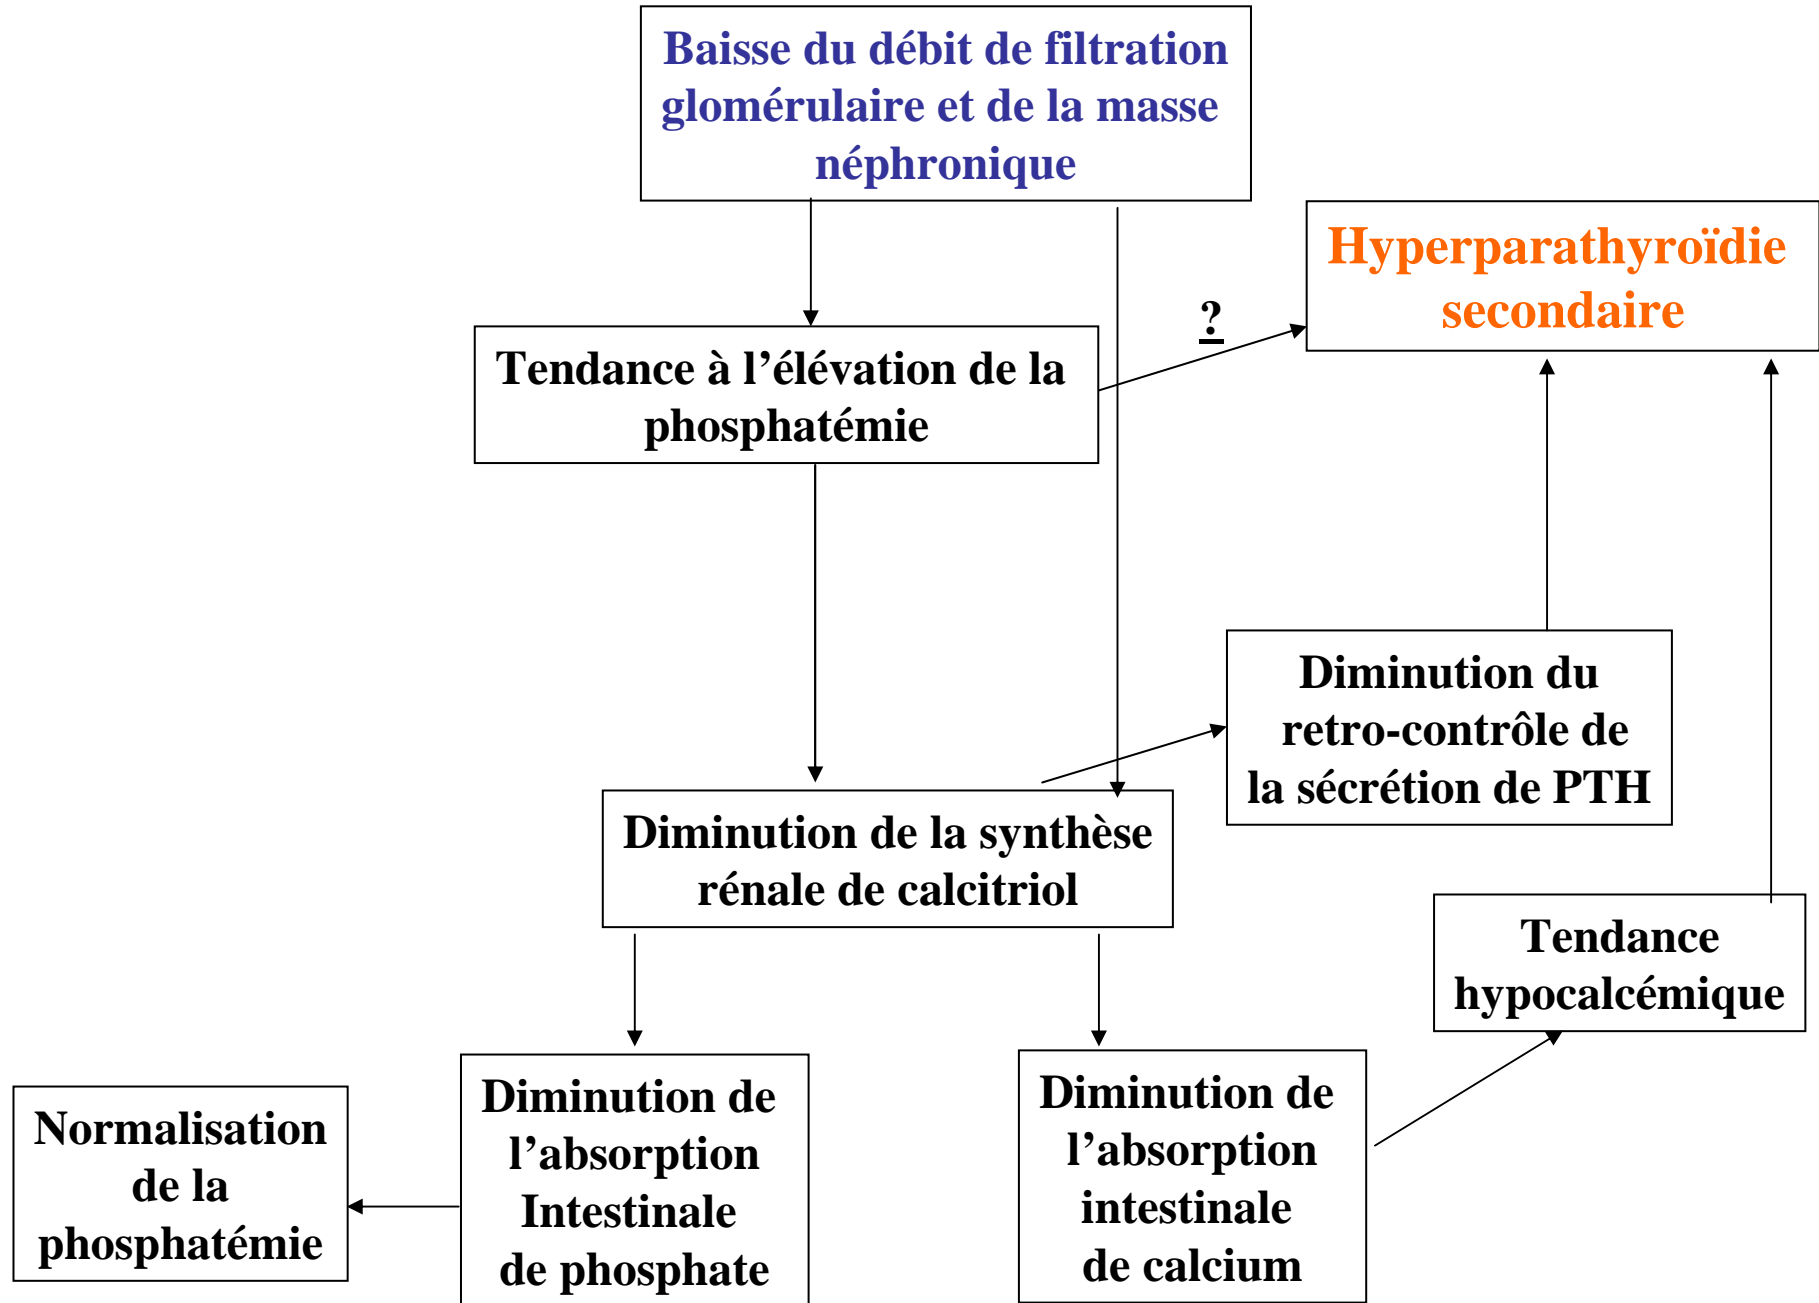 Baisse du débit de filtration
glomérulaire et de la masse
néphronique
Hyperparathyroïdie
secondaire
?
Tendance à l’élévation de la
phosphatémie
Diminution du
retro-contrôle de
la sécrétion de PTH
Diminution de la synthèse
rénale de calcitriol
Tendance
hypocalcémique
Normalisation
de la
phosphatémie
Diminution de
l’absorption
Intestinale
de phosphate
Diminution de
l’absorption
intestinale
de calcium